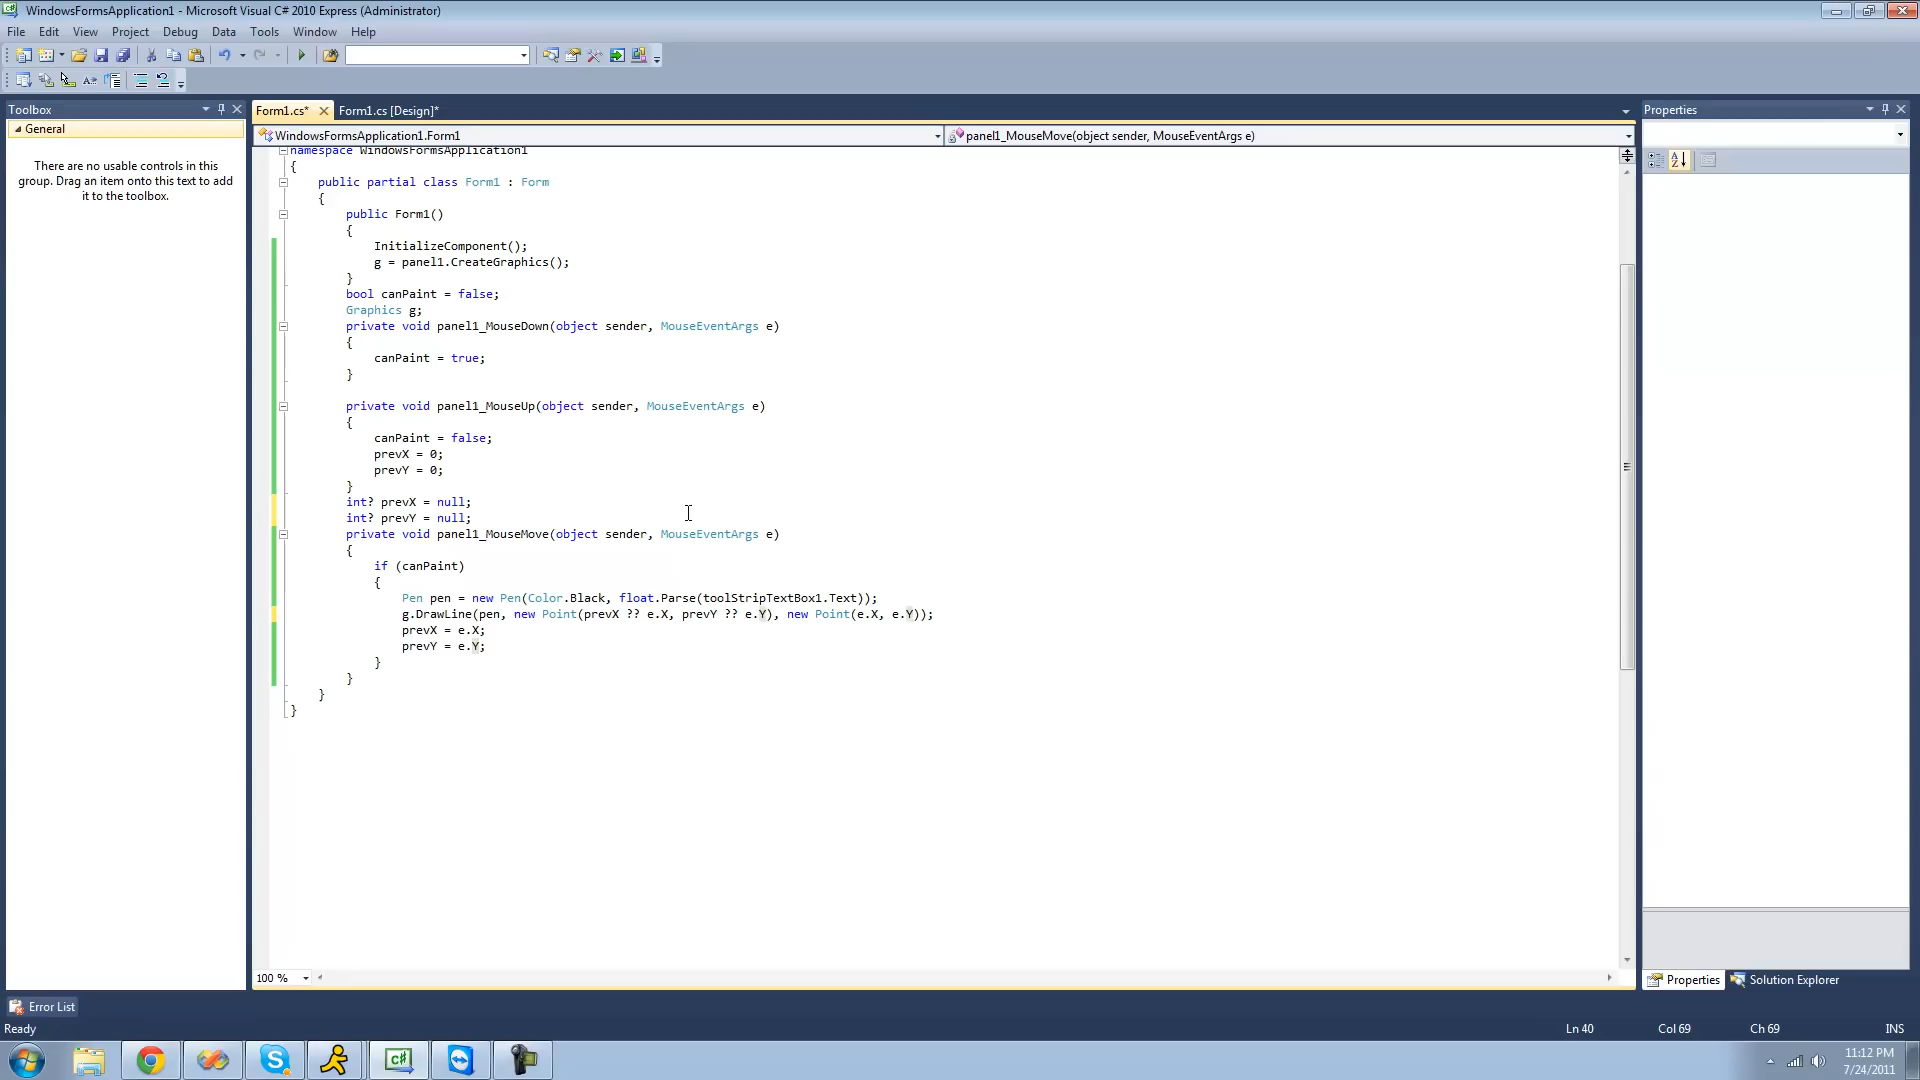 WindowsFormsApplication1 - Microsoft Visual C# 2010 Express (Administrator)
File Edit View Project Debug Data Tools Window Help
Toolbox
General
There are no usable controls in this
group. Drag an item onto this text to add
it to the toolbox.
Form1.cs* Form1.cs [Design]*
WindowsFormsApplication1.Form1 panel1_MouseMove(object sender, MouseEventArgs e)
namespace WindowsFormsApplication1
{
public partial class Form1 : Form
{
public Form1()
{
InitializeComponent();
g = panel1.CreateGraphics();
}
bool canPaint = false;
Graphics g;
private void panel1_MouseDown(object sender, MouseEventArgs e)
{
canPaint = true;
}
private void panel1_MouseUp(object sender, MouseEventArgs e)
{
canPaint = false;
prevX = 0;
prevY = 0;
}
int? prevX = null;
int? prevY = null;
private void panel1_MouseMove(object sender, MouseEventArgs e)
{
if (canPaint)
{
Pen pen = new Pen(Color.Black, float.Parse(toolStripTextBox1.Text));
g.DrawLine(pen, new Point(prevX ?? e.X, prevY ?? e.Y), new Point(e.X, e.Y));
prevX = e.X;
prevY = e.Y;
}
}
}
}
100 %
Properties
Properties Solution Explorer
Error List
Ready Ln 40 Col 69 Ch 69 INS
11:12 PM
7/24/2011